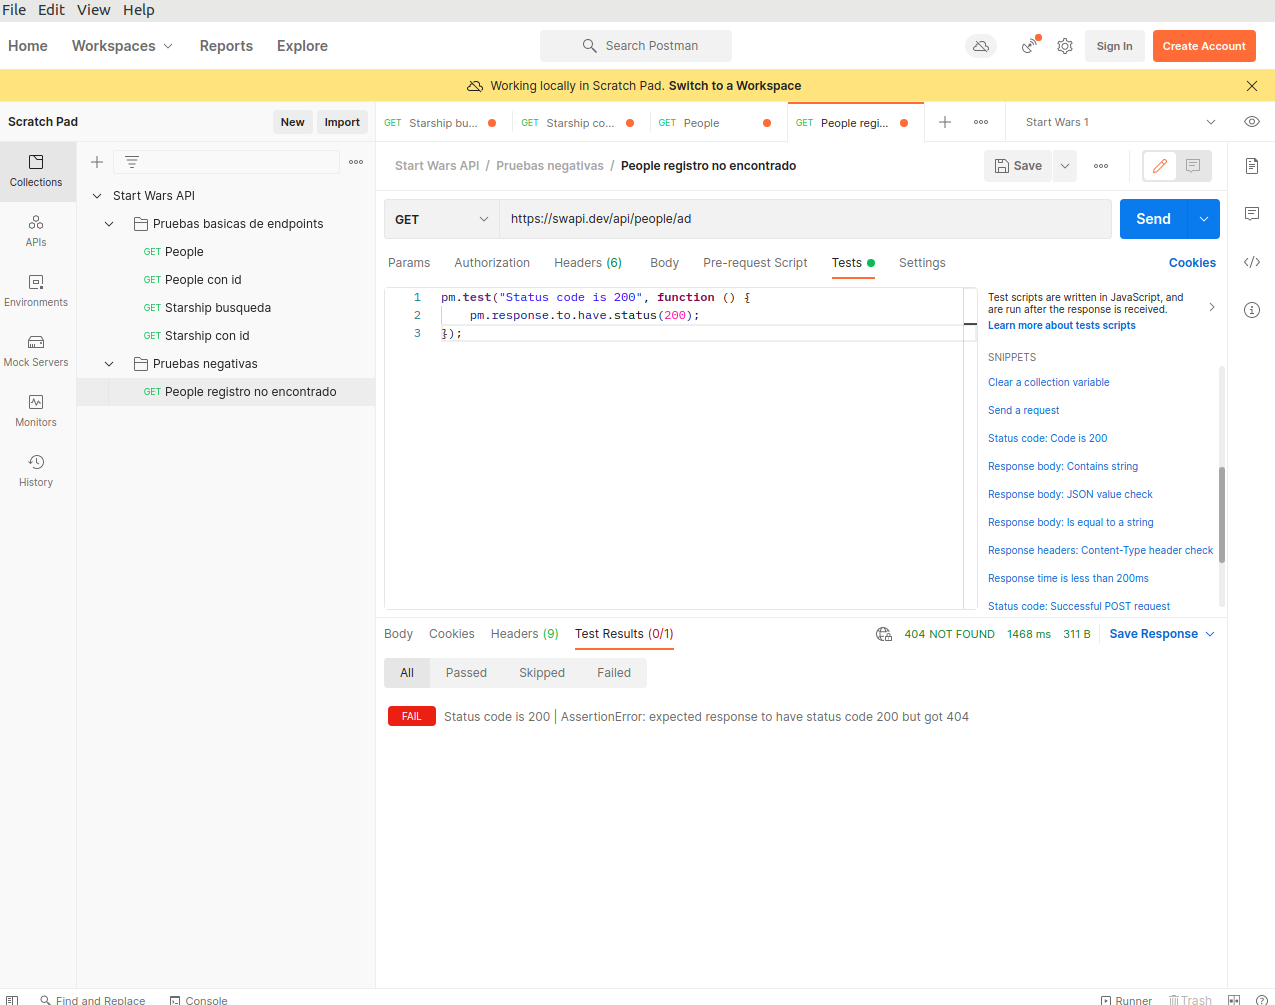 File Edit View Help
Home Workspaces Reports Explore Search Postman Sign In Create Account
Working locally in Scratch Pad. Switch to a Workspace
Scratch Pad New Import
GET Starship bu... GET Starship co... GET People GET People regi... Start Wars 1
Collections
APIs
Environments
Mock Servers
Monitors
History
Start Wars API
Pruebas basicas de endpoints
GET People
GET People con id
GET Starship busqueda
GET Starship con id
Pruebas negativas
GET People registro no encontrado
Start Wars API / Pruebas negativas / People registro no encontrado Save
GET https://swapi.dev/api/people/ad Send
Params Authorization Headers (6) Body Pre-request Script Tests Settings Cookies
1 pm.test("Status code is 200", function () {
2 pm.response.to.have.status(200);
3 });
Test scripts are written in JavaScript, and
are run after the response is received.
Learn more about tests scripts
SNIPPETS
Clear a collection variable
Send a request
Status code: Code is 200
Response body: Contains string
Response body: JSON value check
Response body: Is equal to a string
Response headers: Content-Type header check
Response time is less than 200ms
Status code: Successful POST request
Body Cookies Headers (9) Test Results (0/1) 404 NOT FOUND 1468 ms 311 B Save Response
All Passed Skipped Failed
FAIL Status code is 200 | AssertionError: expected response to have status code 200 but got 404
Find and Replace Console Runner Trash